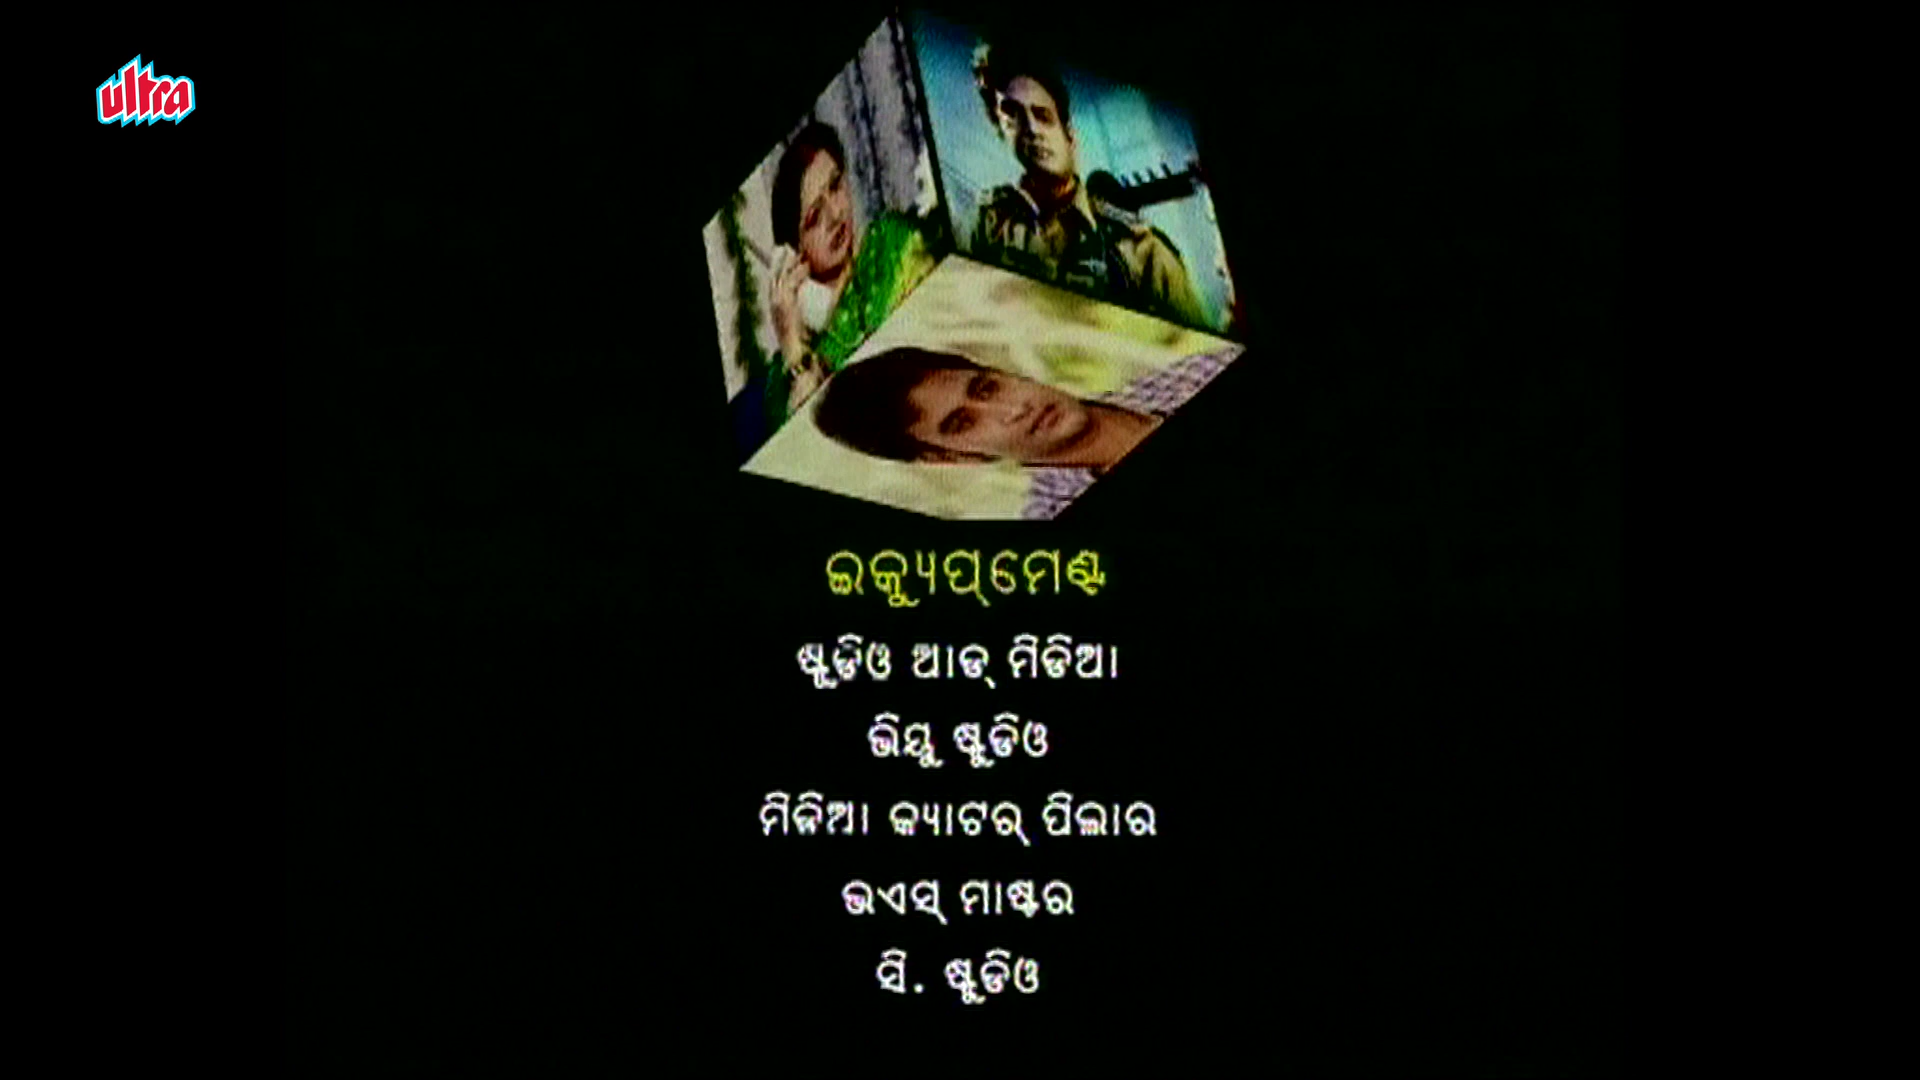 ultra
ଇକ୍ୟୁପ୍‌ମେଣ୍ଟ
ଷ୍ଟୁଡିଓ ଆଡ୍ ମିଡିଆ
ଭିୟୁ ଷ୍ଟୁଡିଓ
ମିଡିଆ କ୍ୟାଟର୍ ପିଲାର
ଭଏସ୍ ମାଷ୍ଟର
ସି. ଷ୍ଟୁଡିଓ